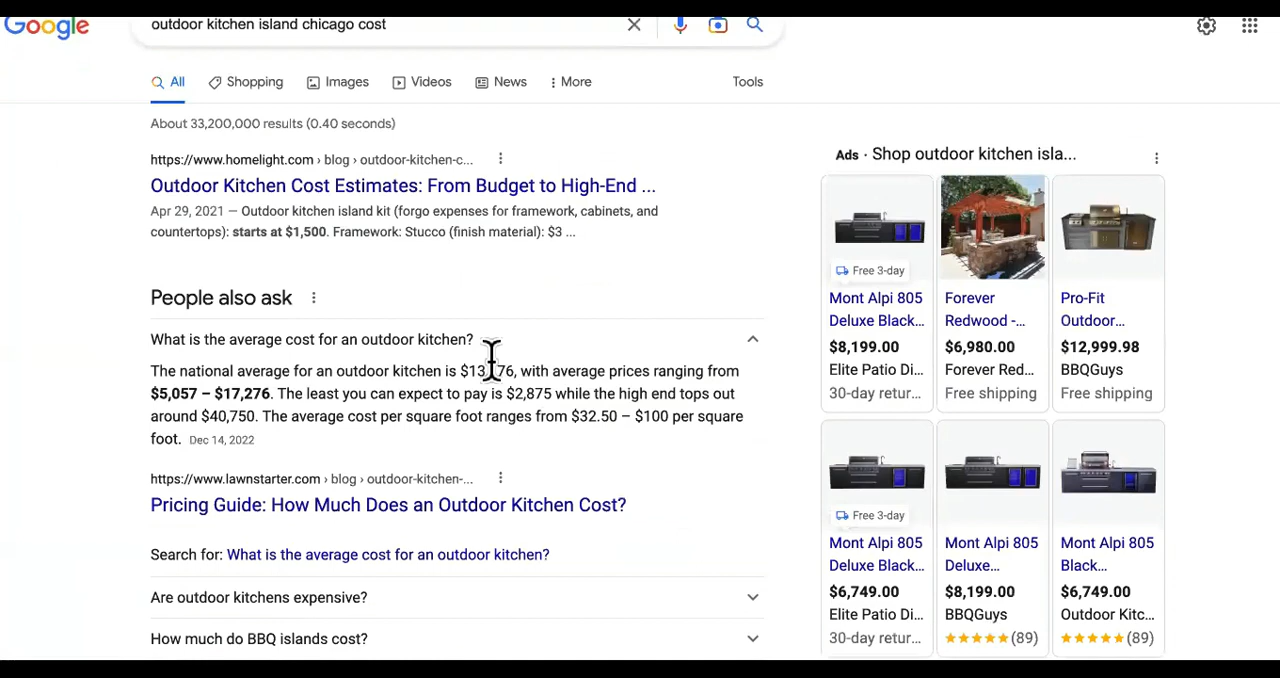 Google
outdoor kitchen island chicago cost
All
Shopping
Images
Videos
News
More
Tools
About 33,200,000 results (0.40 seconds)
https://www.homelight.com › blog › outdoor-kitchen-c...
Outdoor Kitchen Cost Estimates: From Budget to High-End ...
Apr 29, 2021 — Outdoor kitchen island kit (forgo expenses for framework, cabinets, and
countertops): starts at $1,500. Framework: Stucco (finish material): $3 ...
People also ask
What is the average cost for an outdoor kitchen?
The national average for an outdoor kitchen is with average prices ranging from
$5,057 – $17,276. The least you can expect to pay is $2,875 while the high end tops out
around $40,750. The average cost per square foot ranges from $32.50 – $100 per square
foot. Dec 14, 2022
https://www.lawnstarter.com › blog › outdoor-kitchen-...
Pricing Guide: How Much Does an Outdoor Kitchen Cost?
Search for: What is the average cost for an outdoor kitchen?
Are outdoor kitchens expensive?
How much do BBQ islands cost?
Ads · Shop outdoor kitchen isla...
Free 3-day
Mont Alpi 805
Deluxe Black...
$8,199.00
Elite Patio Di...
30-day retur...
Forever
Redwood -...
$6,980.00
Forever Red...
Free shipping
Pro-Fit
Outdoor...
$12,999.98
BBQGuys
Free shipping
Free 3-day
Mont Alpi 805
Deluxe Black...
$6,749.00
Elite Patio Di...
30-day retur...
Mont Alpi 805
Deluxe...
$8,199.00
BBQGuys
★★★★★ (89)
Mont Alpi 805
Black...
$6,749.00
Outdoor Kitc...
★★★★★ (89)